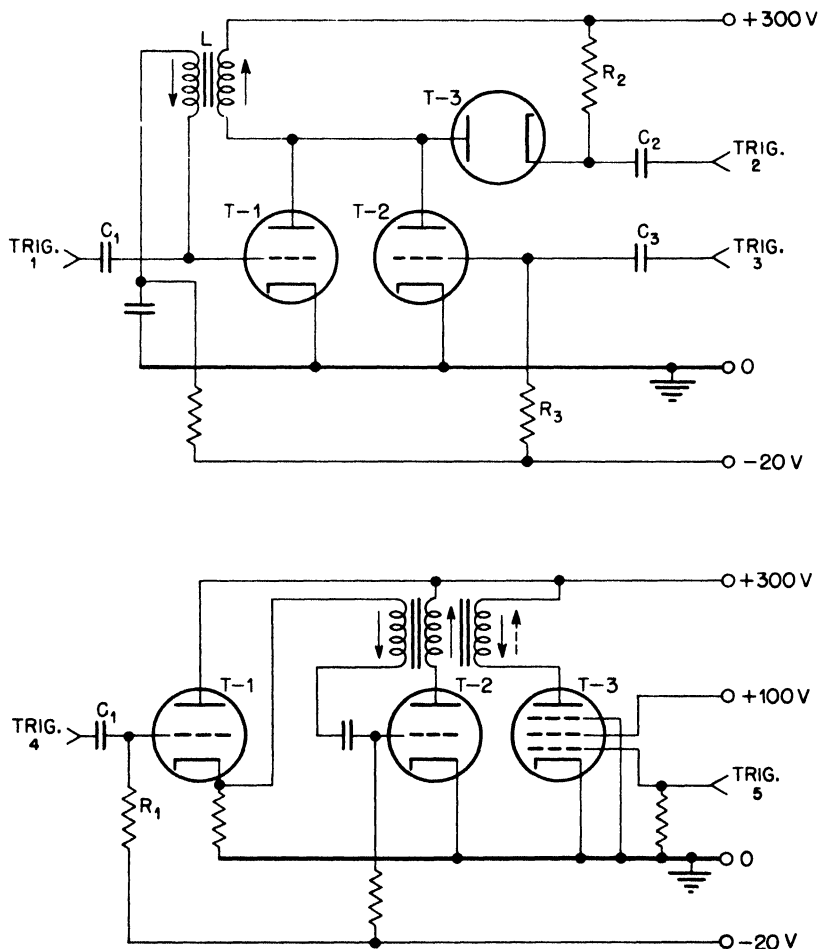 +300 V
L
R2
T-3
C2
TRIG. 2
T-1
T-2
C1
TRIG. 1
C3
TRIG. 3
0
R3
-20 V
+300 V
T-1
T-2
T-3
+100 V
C1
TRIG. 4
TRIG. 5
R1
0
-20 V